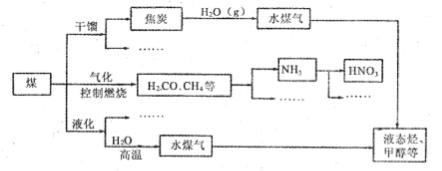 干馏
焦炭
H₂O（g）
水煤气
……
煤
气化
控制燃烧
H₂,CO,CH₄等
NH₃
HNO₃
……
……
液化
……
H₂O
高温
水煤气
液态烃、
甲醇等